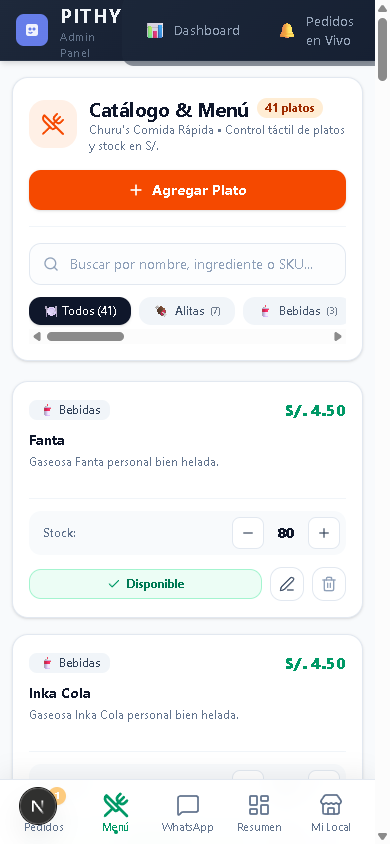 PITHY
Admin
Panel
Dashboard
Pedidos
en Vivo
Catálogo & Menú
41 platos
Churu's Comida Rápida • Control táctil de platos
y stock en S/.
Agregar Plato
Buscar por nombre, ingrediente o SKU...
Todos (41)
Alitas (7)
Bebidas (3)
Bebidas
S/. 4.50
Fanta
Gaseosa Fanta personal bien helada.
Stock:
80
Disponible
Bebidas
S/. 4.50
Inka Cola
Gaseosa Inka Cola personal bien helada.
N
Pedidos
Menú
WhatsApp
Resumen
Mi Local